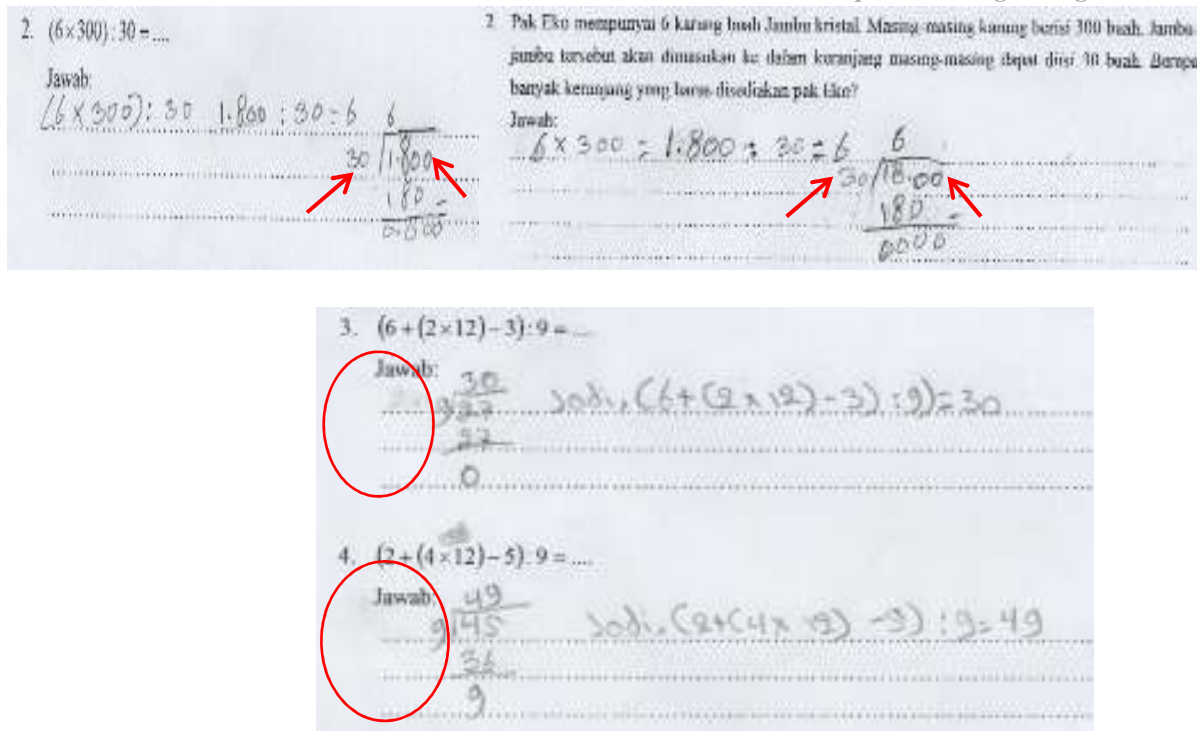 2. (6×300) : 30 = ....
Jawab:
(6 X 300) : 30 1.800 : 30 = 6
6
30 1.800
180 -
0.000
2 Pak Eko mempunyai 6 karung buah Jambu kristal. Masing-masing karung berisi 300 buah. Jambu-
jambu tersebut akan dimasukan ke dalam keranjang masing-masing dapat diisi 30 buah. Berapa
banyak keranjang yang harus disediakan pak Eko?
Jawab:
6 X 300 = 1.800 : 30 = 6
6
30 18.00
180 -
0000
3. (6 + (2×12) – 3) : 9 = ....
Jawab:
30
9 27 Jadi, (6+(2 x 12) - 3) : 9) = 30
27
0
4. (2 + (4×12) – 5) : 9 = ....
Jawab:
49
9 45 Jadi, (2+(4x 12) -5) : 9 = 49
36
9